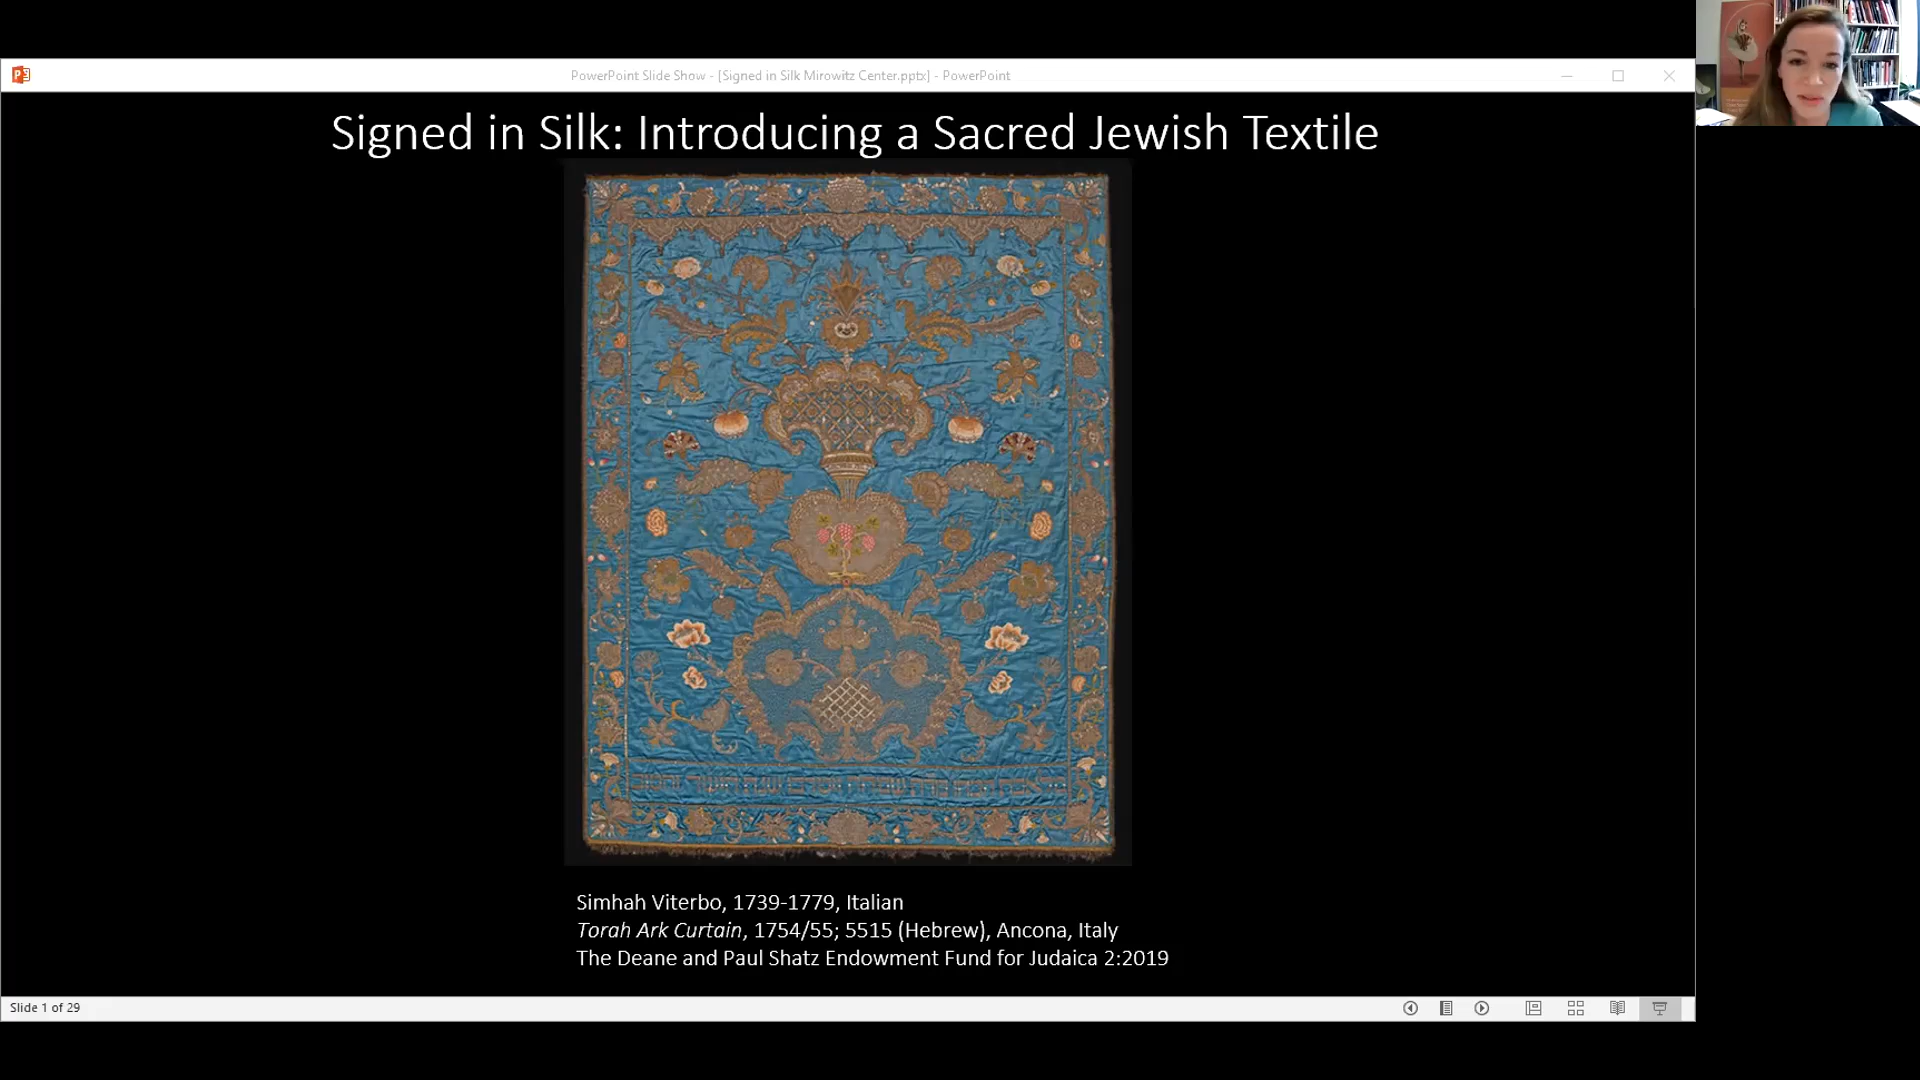 PowerPoint Slide Show - [Signed in Silk Mirowitz Center.pptx] - PowerPoint
Signed in Silk: Introducing a Sacred Jewish Textile
Simhah Viterbo, 1739-1779, Italian
Torah Ark Curtain, 1754/55; 5515 (Hebrew), Ancona, Italy
The Deane and Paul Shatz Endowment Fund for Judaica 2:2019
Slide 1 of 29